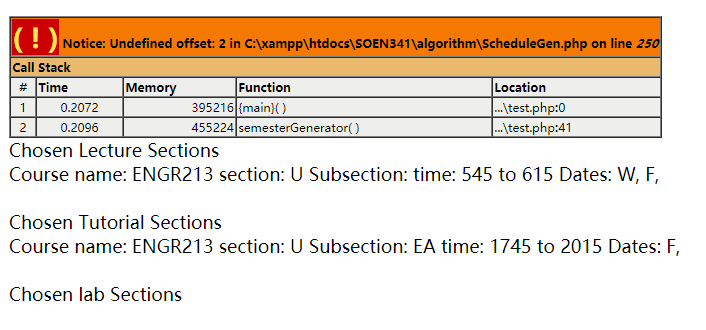 ( ! ) Notice: Undefined offset: 2 in C:\xampp\htdocs\SOEN341\algorithm\ScheduleGen.php on line 250
Call Stack
# Time Memory Function Location
1 0.2072 395216 {main}( ) ...\test.php:0
2 0.2096 455224 semesterGenerator( ) ...\test.php:41
Chosen Lecture Sections
Course name: ENGR213 section: U Subsection: time: 545 to 615 Dates: W, F,
Chosen Tutorial Sections
Course name: ENGR213 section: U Subsection: EA time: 1745 to 2015 Dates: F,
Chosen lab Sections